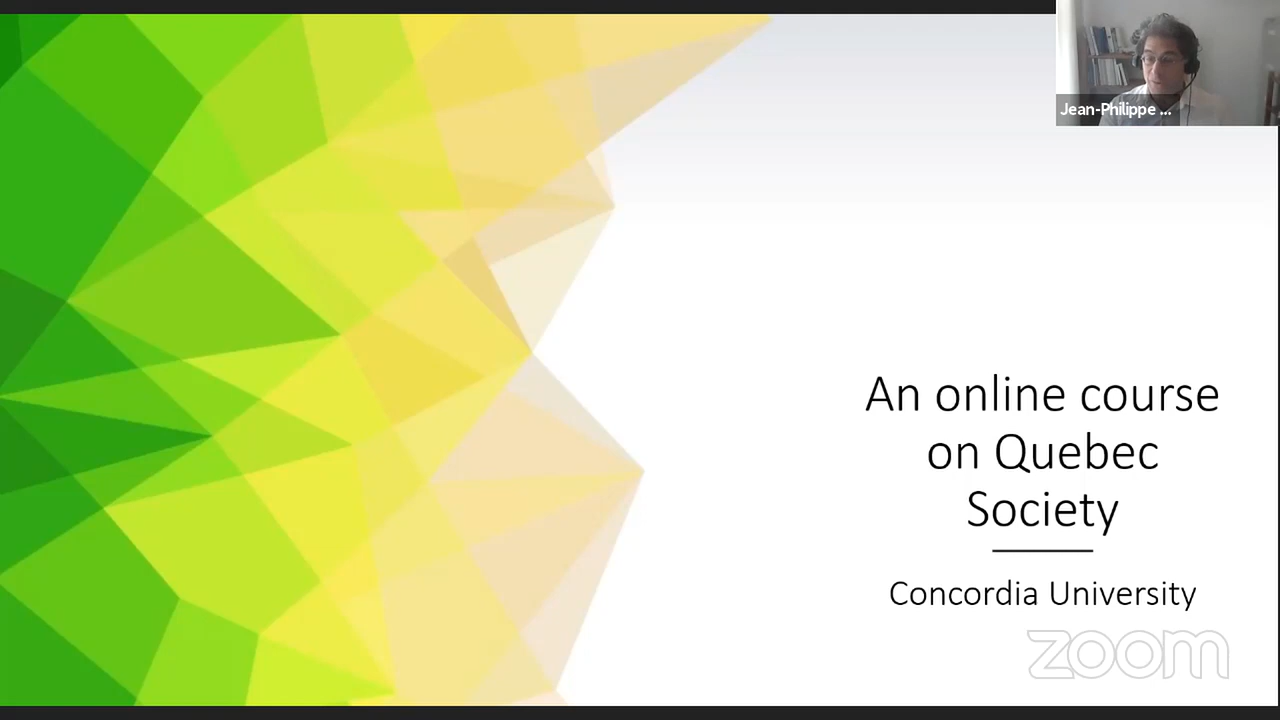 Jean-Philippe ...
An online course
on Quebec
Society
Concordia University
zoom